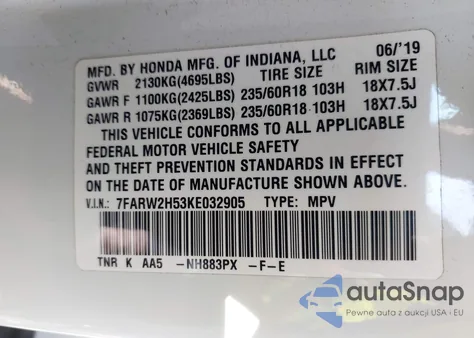 MFD. BY HONDA MFG. OF INDIANA, LLC 06/'19
GVWR 2130KG(4695LBS) TIRE SIZE RIM SIZE
GAWR F 1100KG(2425LBS) 235/60R18 103H 18X7.5J
GAWR R 1075KG(2369LBS) 235/60R18 103H 18X7.5J
THIS VEHICLE CONFORMS TO ALL APPLICABLE
FEDERAL MOTOR VEHICLE SAFETY
AND THEFT PREVENTION STANDARDS IN EFFECT
ON THE DATE OF MANUFACTURE SHOWN ABOVE.
V.I.N.: 7FARW2H53KE032905 TYPE: MPV
TNR K AA5 -NH883PX -F-E
autoSnap
Pewne auta z aukcji USA - EU